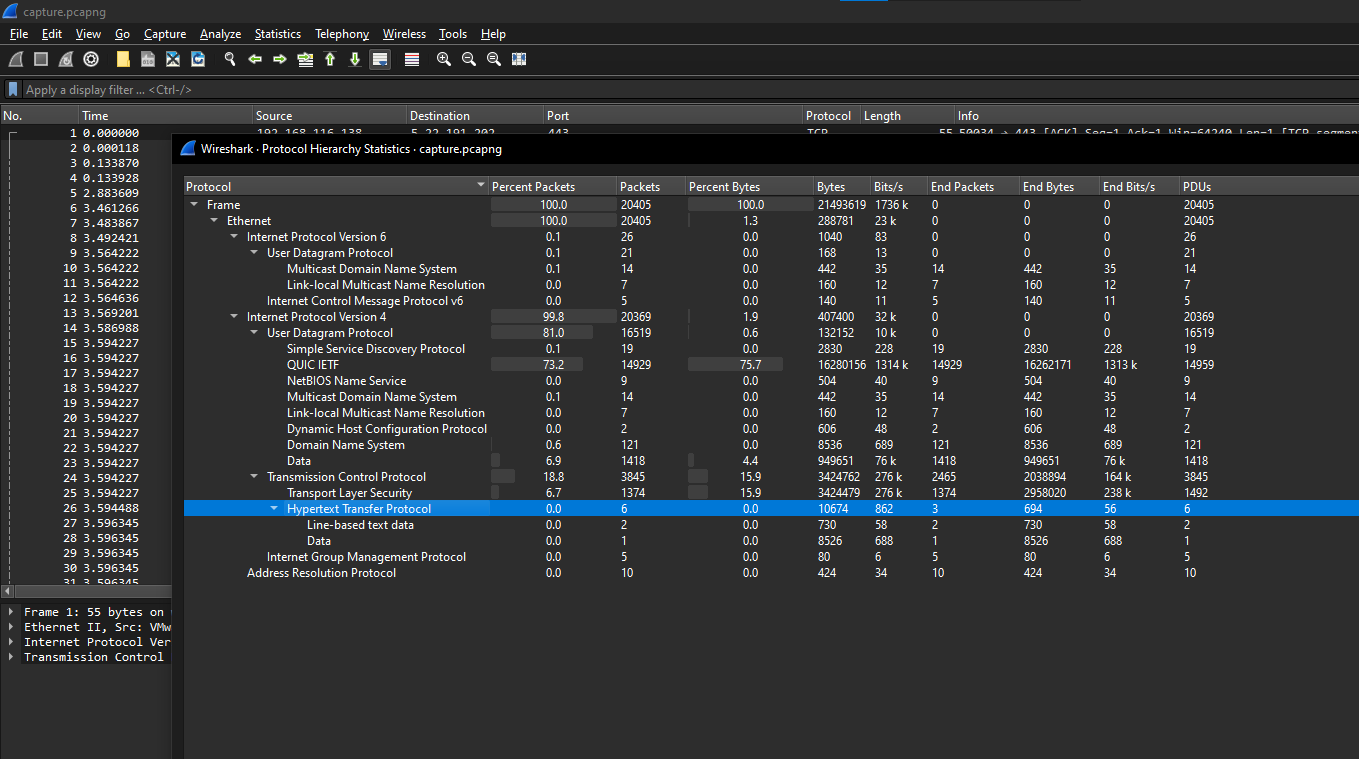 capture.pcapng
File Edit View Go Capture Analyze Statistics Telephony Wireless Tools Help
Apply a display filter ... <Ctrl-/>
No. Time Source Destination Port Protocol Length Info
1 0.000000 192.168.116.138 5.22.191.202 443 TCP 55 50034 → 443 [ACK] Seq=1 Ack=1 Win=64240 Len=1 [TCP segmen
2 0.000118
3 0.133870
4 0.133928
5 2.883609
6 3.461266
7 3.483867
8 3.492421
9 3.564222
10 3.564222
11 3.564222
12 3.564636
13 3.569201
14 3.586988
15 3.594227
16 3.594227
17 3.594227
18 3.594227
19 3.594227
20 3.594227
21 3.594227
22 3.594227
23 3.594227
24 3.594227
25 3.594227
26 3.594488
27 3.596345
28 3.596345
29 3.596345
30 3.596345
31 3.596345
Frame 1: 55 bytes on
Ethernet II, Src: VMw
Internet Protocol Ver
Transmission Control
Wireshark · Protocol Hierarchy Statistics · capture.pcapng
Protocol Percent Packets Packets Percent Bytes Bytes Bits/s End Packets End Bytes End Bits/s PDUs
Frame 100.0 20405 100.0 21493619 1736 k 0 0 0 20405
Ethernet 100.0 20405 1.3 288781 23 k 0 0 0 20405
Internet Protocol Version 6 0.1 26 0.0 1040 83 0 0 0 26
User Datagram Protocol 0.1 21 0.0 168 13 0 0 0 21
Multicast Domain Name System 0.1 14 0.0 442 35 14 442 35 14
Link-local Multicast Name Resolution 0.0 7 0.0 160 12 7 160 12 7
Internet Control Message Protocol v6 0.0 5 0.0 140 11 5 140 11 5
Internet Protocol Version 4 99.8 20369 1.9 407400 32 k 0 0 0 20369
User Datagram Protocol 81.0 16519 0.6 132152 10 k 0 0 0 16519
Simple Service Discovery Protocol 0.1 19 0.0 2830 228 19 2830 228 19
QUIC IETF 73.2 14929 75.7 16280156 1314 k 14929 16262171 1313 k 14959
NetBIOS Name Service 0.0 9 0.0 504 40 9 504 40 9
Multicast Domain Name System 0.1 14 0.0 442 35 14 442 35 14
Link-local Multicast Name Resolution 0.0 7 0.0 160 12 7 160 12 7
Dynamic Host Configuration Protocol 0.0 2 0.0 606 48 2 606 48 2
Domain Name System 0.6 121 0.0 8536 689 121 8536 689 121
Data 6.9 1418 4.4 949651 76 k 1418 949651 76 k 1418
Transmission Control Protocol 18.8 3845 15.9 3424762 276 k 2465 2038894 164 k 3845
Transport Layer Security 6.7 1374 15.9 3424479 276 k 1374 2958020 238 k 1492
Hypertext Transfer Protocol 0.0 6 0.0 10674 862 3 694 56 6
Line-based text data 0.0 2 0.0 730 58 2 730 58 2
Data 0.0 1 0.0 8526 688 1 8526 688 1
Internet Group Management Protocol 0.0 5 0.0 80 6 5 80 6 5
Address Resolution Protocol 0.0 10 0.0 424 34 10 424 34 10